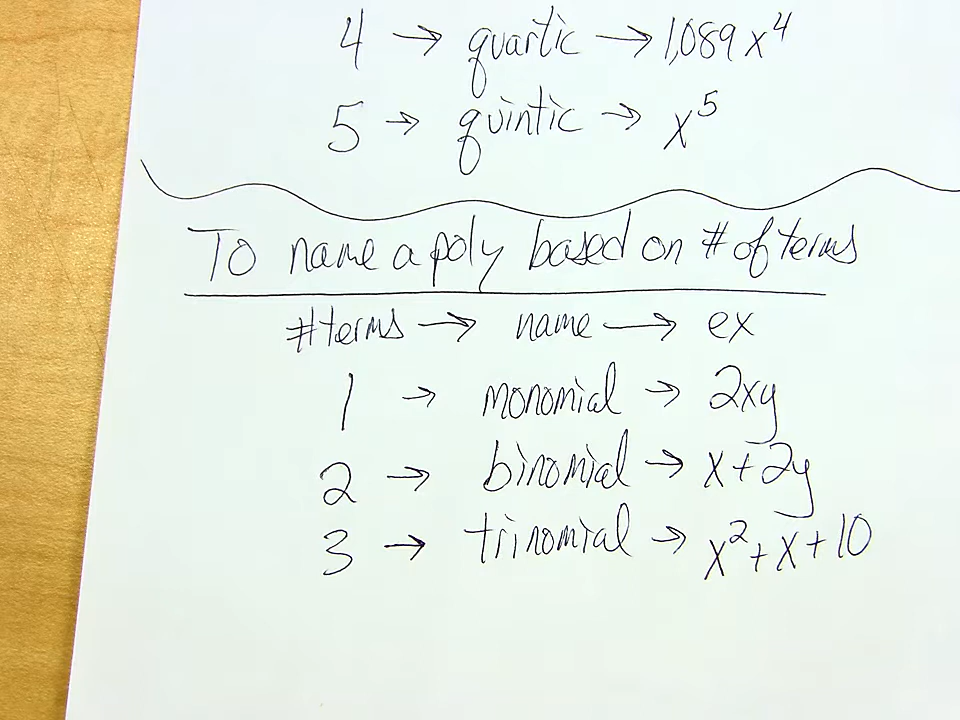 4 → quartic → 1,089x⁴
5 → quintic → x⁵
To name a poly based on # of terms
# terms → name → ex
1 → monomial → 2xy
2 → binomial → x+2y
3 → trinomial → x²+x+10